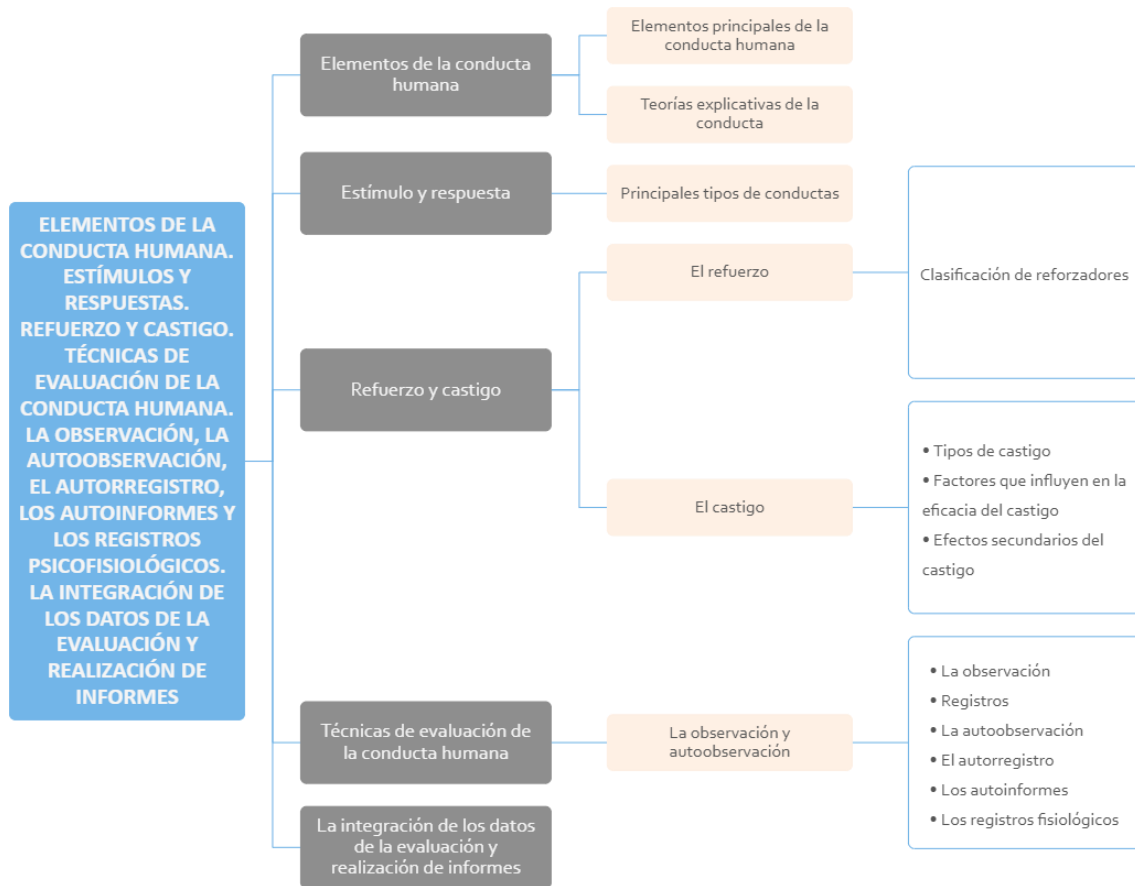 ELEMENTOS DE LA
CONDUCTA HUMANA.
ESTÍMULOS Y
RESPUESTAS.
REFUERZO Y CASTIGO.
TÉCNICAS DE
EVALUACIÓN DE LA
CONDUCTA HUMANA.
LA OBSERVACIÓN, LA
AUTOOBSERVACIÓN,
EL AUTORREGISTRO,
LOS AUTOINFORMES Y
LOS REGISTROS
PSICOFISIOLÓGICOS.
LA INTEGRACIÓN DE
LOS DATOS DE LA
EVALUACIÓN Y
REALIZACIÓN DE
INFORMES
Elementos de la conducta
humana
Elementos principales de la
conducta humana
Teorías explicativas de la
conducta
Estímulo y respuesta
Principales tipos de conductas
Refuerzo y castigo
El refuerzo
Clasificación de reforzadores
El castigo
• Tipos de castigo
• Factores que influyen en la
eficacia del castigo
• Efectos secundarios del
castigo
Técnicas de evaluación de
la conducta humana
La observación y
autoobservación
• La observación
• Registros
• La autoobservación
• El autorregistro
• Los autoinformes
• Los registros fisiológicos
La integración de los datos
de la evaluación y
realización de informes